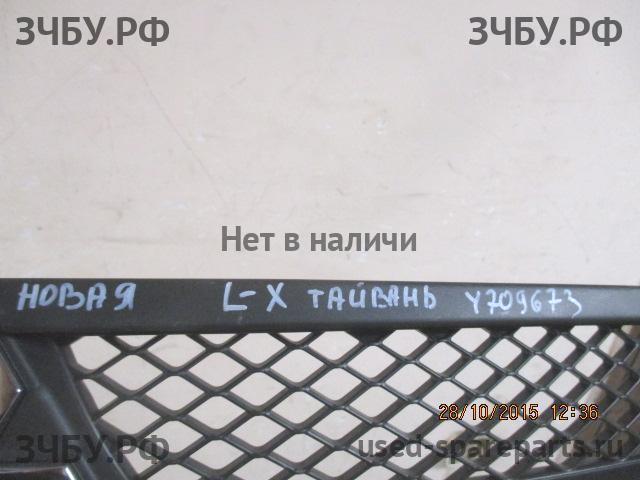 ЗЧБУ.РФ ЗЧБУ.РФ
Нет в наличи
НОВАЯ L-X ТАЙВАНЬ Y709673
28/10/2015 12:36
ЗЧБУ.РФ used-spareparts.ru